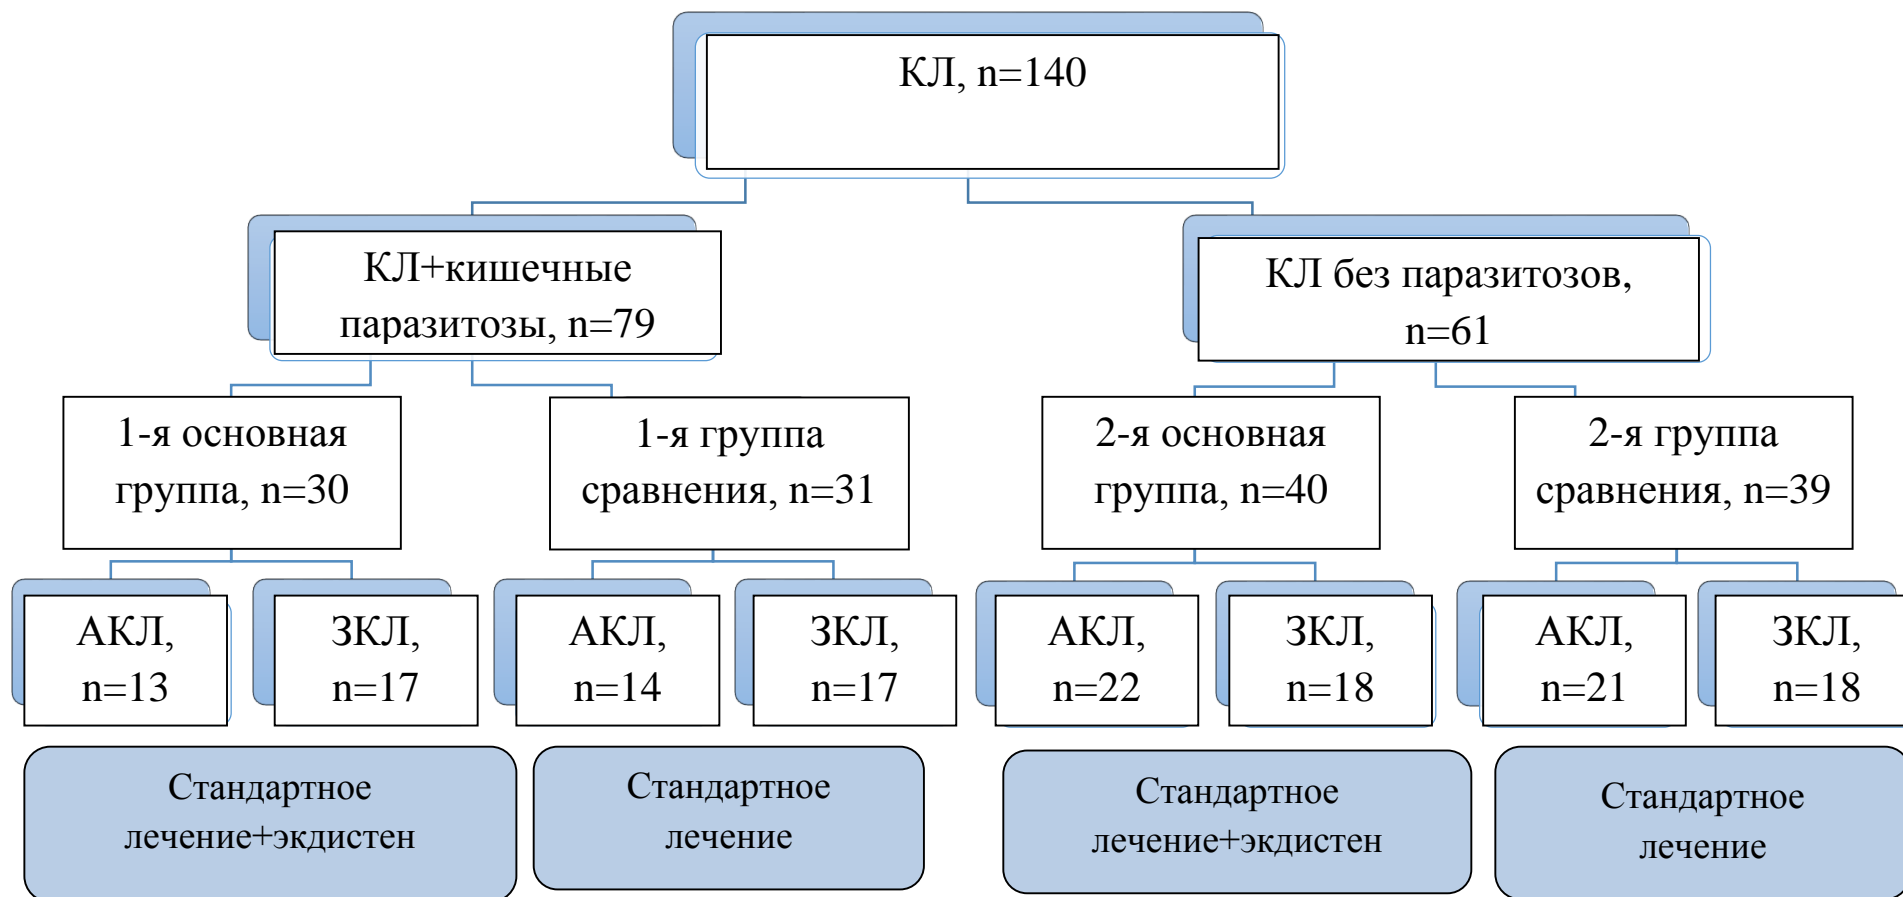 КЛ, n=140
КЛ+кишечные
паразитозы, n=79
КЛ без паразитозов,
n=61
1-я основная
группа, n=30
1-я группа
сравнения, n=31
2-я основная
группа, n=40
2-я группа
сравнения, n=39
АКЛ,
n=13
ЗКЛ,
n=17
АКЛ,
n=14
ЗКЛ,
n=17
АКЛ,
n=22
ЗКЛ,
n=18
АКЛ,
n=21
ЗКЛ,
n=18
Стандартное
лечение+экдистен
Стандартное
лечение
Стандартное
лечение+экдистен
Стандартное
лечение